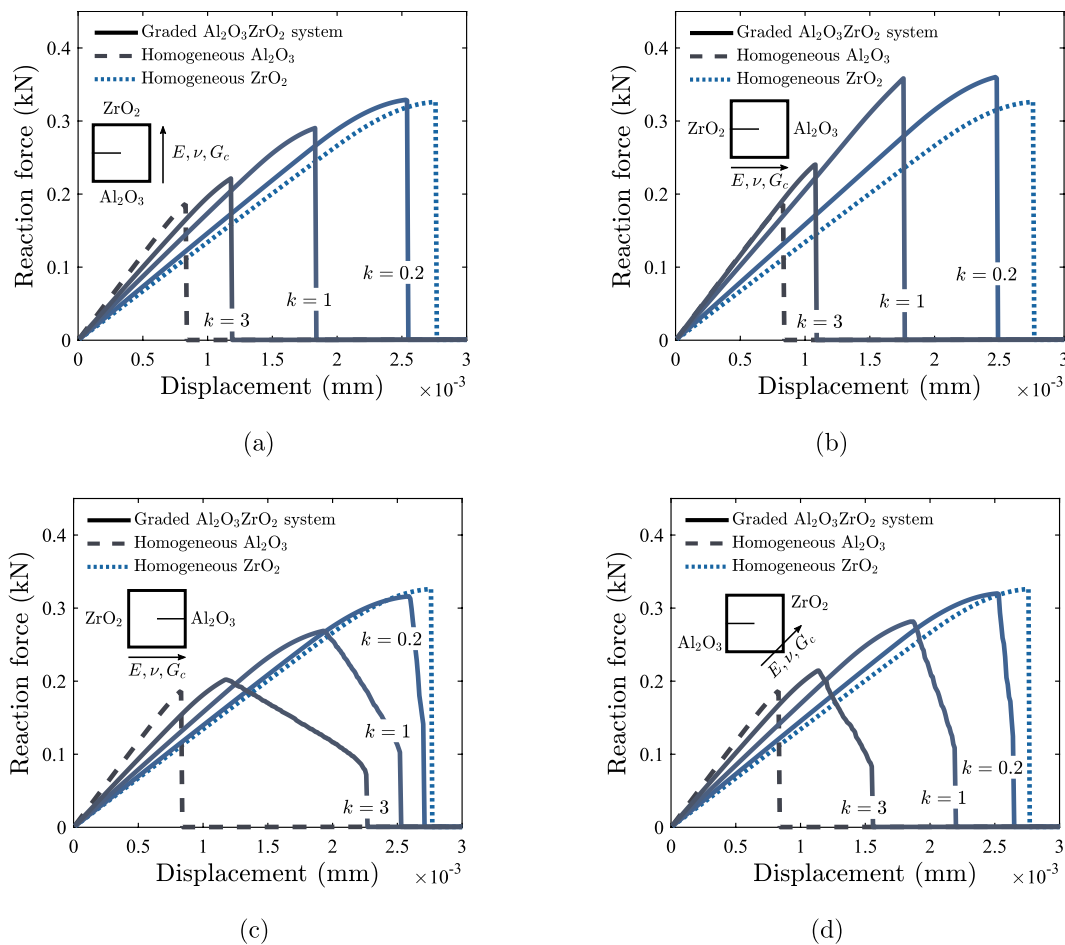 Graded Al₂O₃ZrO₂ system
0.4
Homogeneous Al₂O₃
Homogeneous ZrO₂
Reaction force (kN)
ZrO₂
0.3
E, ν, G_c
0.2
Al₂O₃
0.1
k = 0.2
k = 1
k = 3
0
0 0.5 1 1.5 2 2.5 3
Displacement (mm) ×10⁻³
(a)
Graded Al₂O₃ZrO₂ system
0.4
Homogeneous Al₂O₃
Homogeneous ZrO₂
Reaction force (kN)
0.3
ZrO₂ Al₂O₃
E, ν, G_c
0.2
0.1
k = 0.2
k = 1
k = 3
0
0 0.5 1 1.5 2 2.5 3
Displacement (mm) ×10⁻³
(b)
Graded Al₂O₃ZrO₂ system
0.4
Homogeneous Al₂O₃
Homogeneous ZrO₂
Reaction force (kN)
0.3
ZrO₂ Al₂O₃
E, ν, G_c
0.2
k = 0.2
k = 1
0.1
k = 3
0
0 0.5 1 1.5 2 2.5 3
Displacement (mm) ×10⁻³
(c)
Graded Al₂O₃ZrO₂ system
0.4
Homogeneous Al₂O₃
Homogeneous ZrO₂
Reaction force (kN)
0.3
ZrO₂
Al₂O₃
E, ν, G_c
0.2
0.1
k = 0.2
k = 1
k = 3
0
0 0.5 1 1.5 2 2.5 3
Displacement (mm) ×10⁻³
(d)